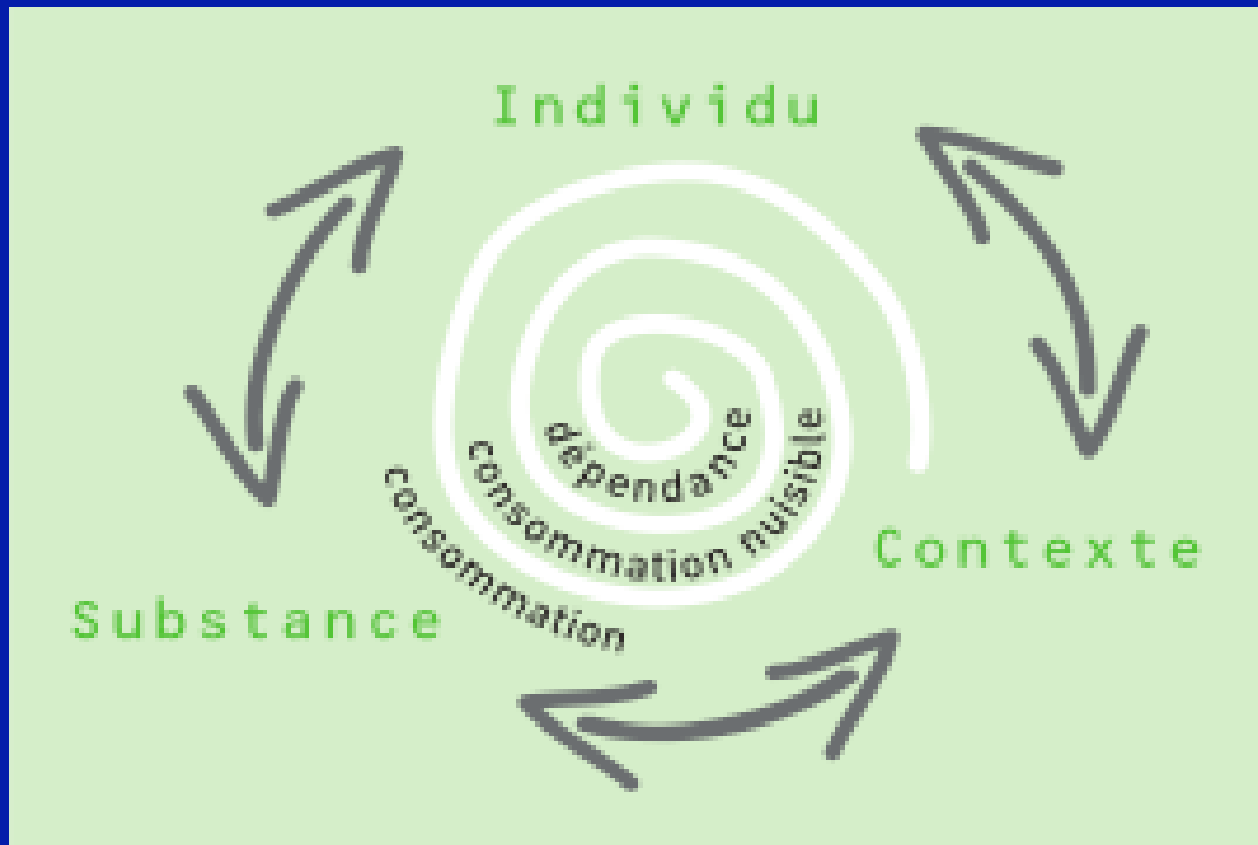 Individu
dépendance
consommation nuisible
consommation
Contexte
Substance